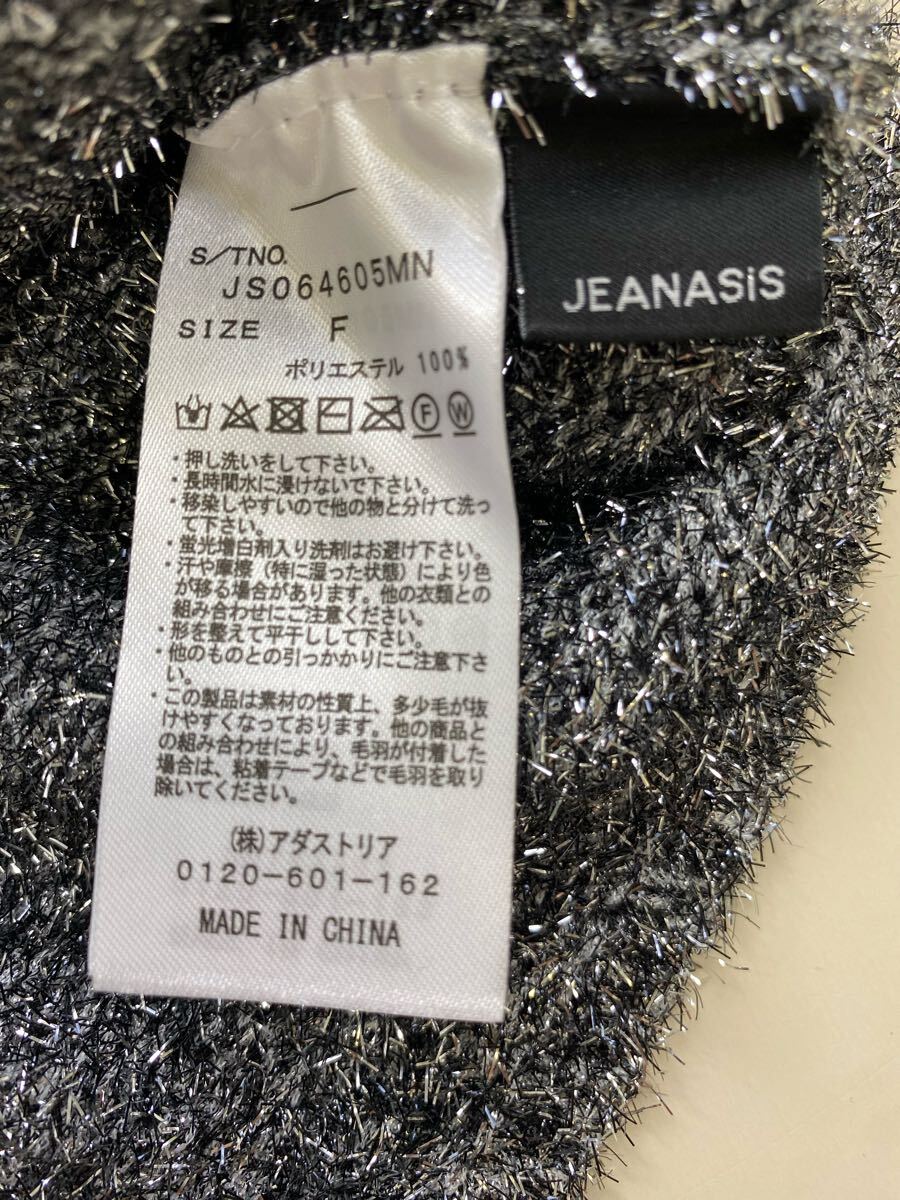 S/TNO.
JS064605MN
SIZE F
ポリエステル 100%
F W
・押し洗いをして下さい。
・長時間水に浸けないで下さい。
・移染しやすいので他の物と分けて洗っ
て下さい。
・蛍光増白剤入り洗剤はお避け下さい。
・汗や摩擦（特に湿った状態）により色
が移る場合があります。他の衣類との
組み合わせにご注意ください。
・形を整えて平干しして下さい。
・他のものとの引っかかりにご注意下さ
い。
・この製品は素材の性質上、多少毛が抜
けやすくなっております。他の商品と
の組み合わせにより、毛羽が付着した
場合は、粘着テープなどで毛羽を取り
除いてください。
（株）アダストリア
0120-601-162
MADE IN CHINA
JEANASiS